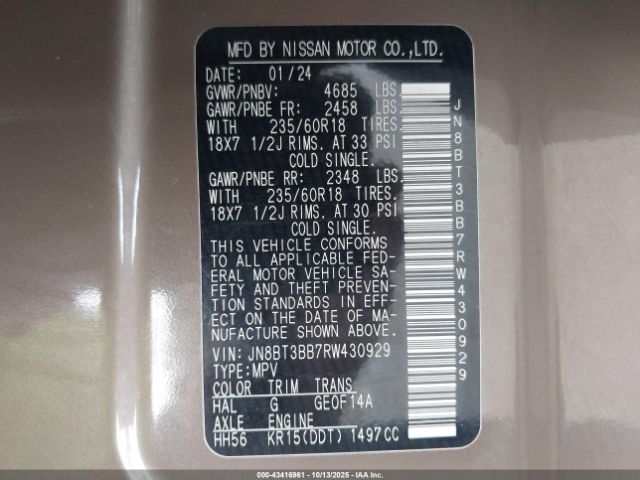 MFD BY NISSAN MOTOR CO.,LTD.
DATE: 01/24
GVWR/PNBV: 4685 LBS
GAWR/PNBE FR: 2458 LBS
WITH 235/60R18 TIRES.
18X7 1/2J RIMS. AT 33 PSI
COLD SINGLE.
GAWR/PNBE RR: 2348 LBS.
WITH 235/60R18 TIRES.
18X7 1/2J RIMS. AT 30 PSI
COLD SINGLE.
THIS VEHICLE CONFORMS
TO ALL APPLICABLE FED-
ERAL MOTOR VEHICLE SA-
FETY AND THEFT PREVEN-
TION STANDARDS IN EFF-
ECT ON THE DATE OF MA-
NUFACTURE SHOWN ABOVE.
VIN: JN8BT3BB7RW430929
TYPE:MPV
COLOR TRIM TRANS
HAL G GEOF14A
AXLE ENGINE
HH56 KR15(DDT) 1497CC
JN8BT3BB7RW430929
000-43416961 - 10/13/2025 - IAAI.COM